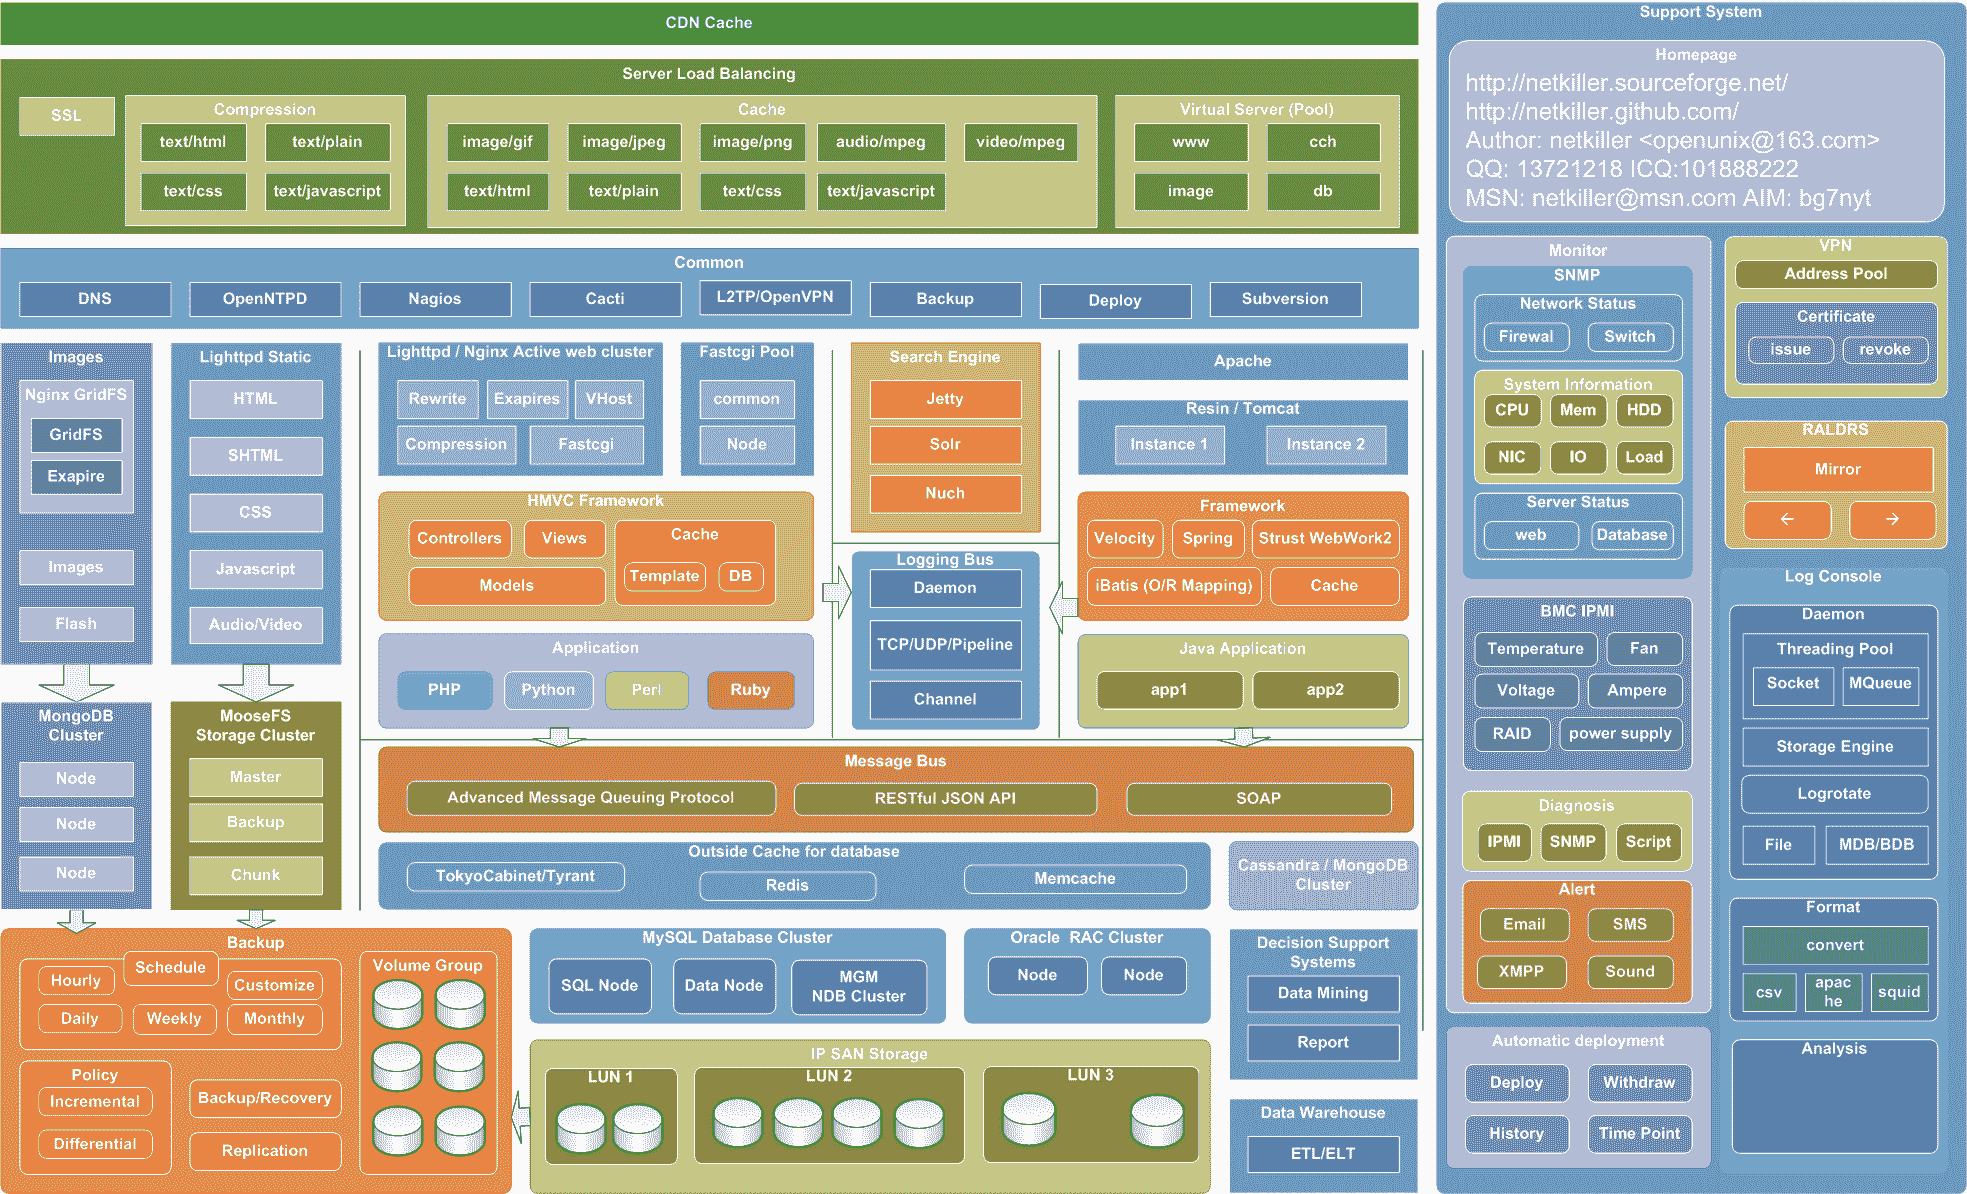 CDN Cache
Server Load Balancing
SSL
Compression
text/html
text/plain
text/css
text/javascript
Cache
image/gif
image/jpeg
image/png
audio/mpeg
video/mpeg
text/html
text/plain
text/css
text/javascript
Virtual Server (Pool)
www
cch
image
db
Common
DNS
OpenNTPD
Nagios
Cacti
L2TP/OpenVPN
Backup
Deploy
Subversion
Images
Nginx GridFS
GridFS
Exapire
Images
Flash
Lighttpd Static
HTML
SHTML
CSS
Javascript
Audio/Video
MongoDB
Cluster
Node
Node
Node
MooseFS
Storage Cluster
Master
Backup
Chunk
Lighttpd / Nginx Active web cluster
Rewrite
Exapires
VHost
Compression
Fastcgi
Fastcgi Pool
common
Node
HMVC Framework
Controllers
Views
Models
Cache
Template
DB
Application
PHP
Python
Perl
Ruby
Search Engine
Jetty
Solr
Nuch
Logging Bus
Daemon
TCP/UDP/Pipeline
Channel
Apache
Resin / Tomcat
Instance 1
Instance 2
Framework
Velocity
Spring
Strust WebWork2
iBatis (O/R Mapping)
Cache
Java Application
app1
app2
Message Bus
Advanced Message Queuing Protocol
RESTful JSON API
SOAP
Outside Cache for database
TokyoCabinet/Tyrant
Redis
Memcache
Cassandra / MongoDB
Cluster
Backup
Schedule
Hourly
Customize
Daily
Weekly
Monthly
Policy
Incremental
Differential
Backup/Recovery
Replication
Volume Group
MySQL Database Cluster
SQL Node
Data Node
MGM
NDB Cluster
Oracle RAC Cluster
Node
Node
IP SAN Storage
LUN 1
LUN 2
LUN 3
Decision Support
Systems
Data Mining
Report
Data Warehouse
ETL/ELT
Support System
Homepage
http://netkiller.sourceforge.net/
http://netkiller.github.com/
Author: netkiller <openunix@163.com>
QQ: 13721218 ICQ:101888222
MSN: netkiller@msn.com AIM: bg7nyt
Monitor
SNMP
Network Status
Firewal
Switch
System Information
CPU
Mem
HDD
NIC
IO
Load
Server Status
web
Database
BMC IPMI
Temperature
Fan
Voltage
Ampere
RAID
power supply
Diagnosis
IPMI
SNMP
Script
Alert
Email
SMS
XMPP
Sound
Automatic deployment
Deploy
Withdraw
History
Time Point
VPN
Address Pool
Certificate
issue
revoke
RALDRS
Mirror
←
→
Log Console
Daemon
Threading Pool
Socket
MQueue
Storage Engine
Logrotate
File
MDB/BDB
Format
convert
csv
apac
he
squid
Analysis